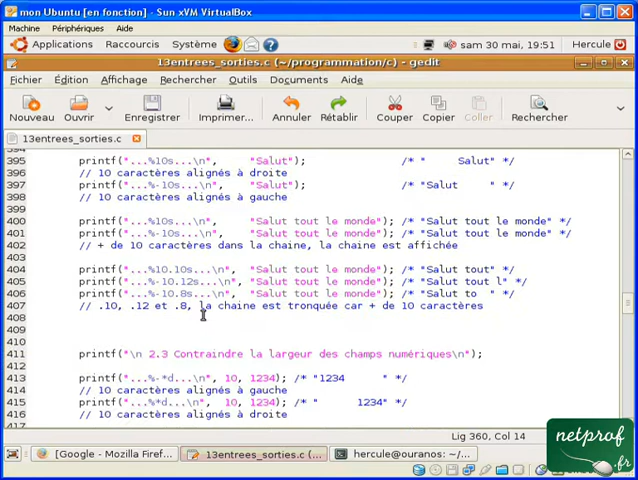 mon Ubuntu [en fonction] - Sun xVM VirtualBox
Machine Périphériques Aide
Applications Raccourcis Système sam 30 mai, 19:51 Hercule
13entrees_sorties.c (~/programmation/c) - gedit
Fichier Édition Affichage Rechercher Outils Documents Aide
Nouveau Ouvrir Enregistrer Imprimer... Annuler Rétablir Couper Copier Coller Rechercher
13entrees_sorties.c
394
395 printf("...%10s...\n", "Salut"); /* "     Salut" */
396 // 10 caractères alignés à droite
397 printf("...%-10s...\n", "Salut"); /* "Salut     " */
398 // 10 caractères alignés à gauche
399
400 printf("...%10s...\n", "Salut tout le monde"); /* "Salut tout le monde" */
401 printf("...%-10s...\n", "Salut tout le monde"); /* "Salut tout le monde" */
402 // + de 10 caractères dans la chaine, la chaine est affichée
403
404 printf("...%10.10s...\n", "Salut tout le monde"); /* "Salut tout" */
405 printf("...%-10.12s...\n", "Salut tout le monde"); /* "Salut tout l" */
406 printf("...%-10.8s...\n", "Salut tout le monde"); /* "Salut to  " */
407 // .10, .12 et .8, la chaine est tronquée car + de 10 caractères
408
409
410
411 printf("\n 2.3 Contraindre la largeur des champs numériques\n");
412
413 printf("...%-*d...\n", 10, 1234); /* "1234      " */
414 // 10 caractères alignés à gauche
415 printf("...%*d...\n", 10, 1234); /* "      1234" */
416 // 10 caractères alignés à droite
417
Lig 360, Col 14
[Google - Mozilla Firef... 13entrees_sorties.c (... hercule@ouranos: ~/...
netprof
.fr